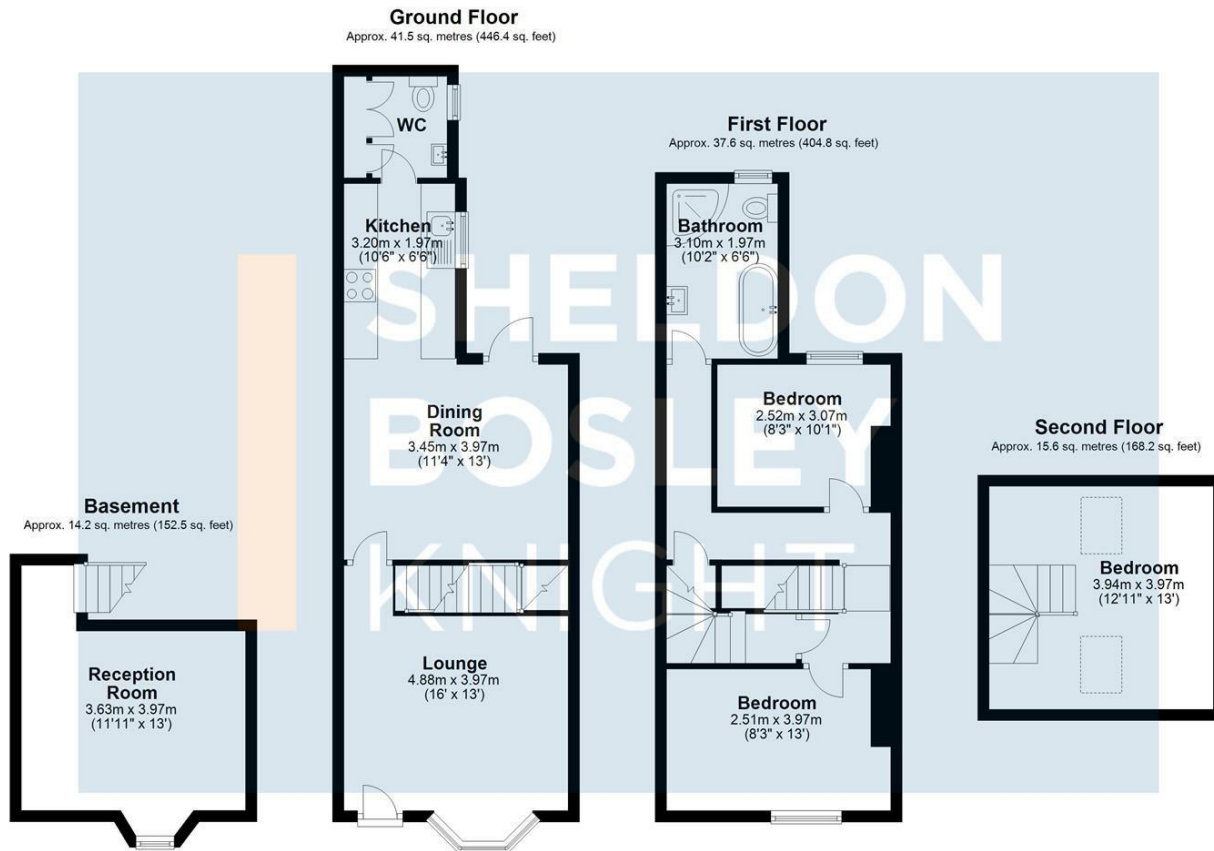 Ground Floor
Approx. 41.5 sq. metres (446.4 sq. feet)
WC
Kitchen
3.20m x 1.97m
(10'6" x 6'6")
Dining
Room
3.45m x 3.97m
(11'4" x 13')
Lounge
4.88m x 3.97m
(16' x 13')
First Floor
Approx. 37.6 sq. metres (404.8 sq. feet)
Bathroom
3.10m x 1.97m
(10'2" x 6'6")
Bedroom
2.52m x 3.07m
(8'3" x 10'1")
Bedroom
2.51m x 3.97m
(8'3" x 13')
Second Floor
Approx. 15.6 sq. metres (168.2 sq. feet)
Bedroom
3.94m x 3.97m
(12'11" x 13')
Basement
Approx. 14.2 sq. metres (152.5 sq. feet)
Reception
Room
3.63m x 3.97m
(11'11" x 13')
SHELDON
BOSLEY
KNIGHT